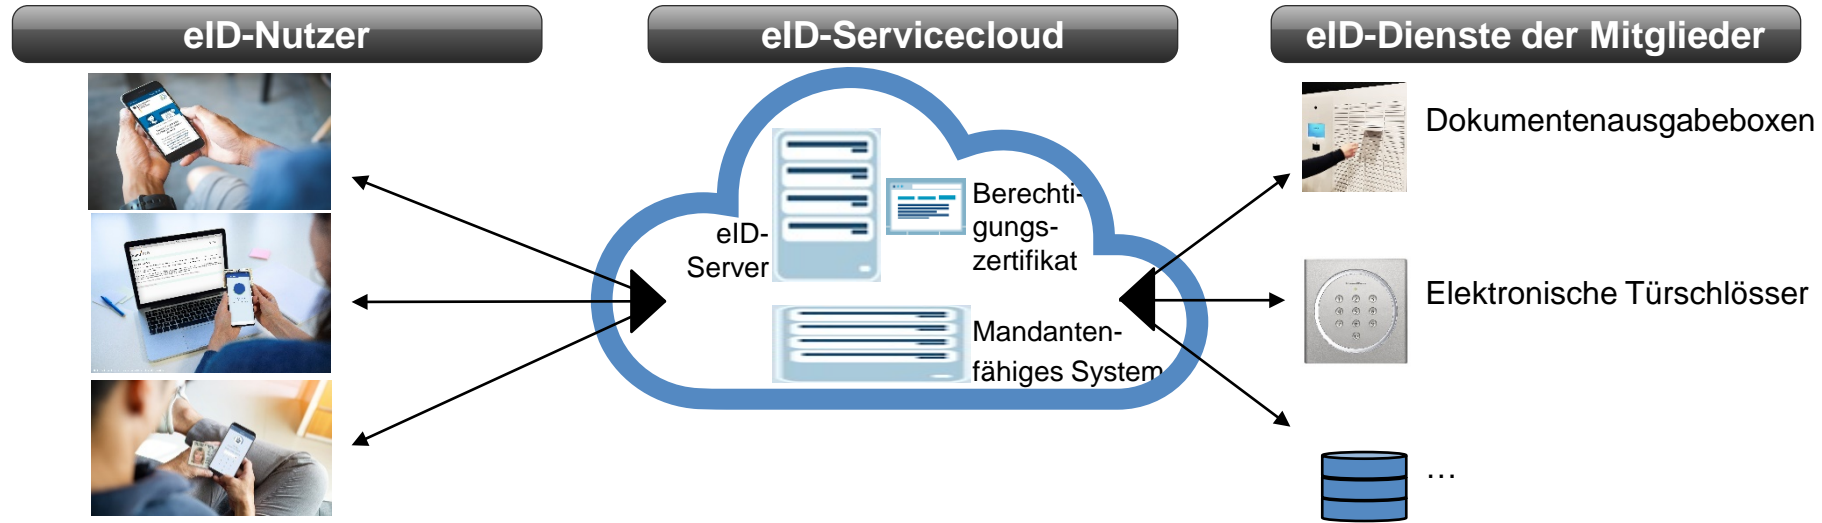 eID-Nutzer
eID-Servicecloud
eID-Dienste der Mitglieder
eID-
Server
Berechti-
gungs-
zertifikat
Mandanten-
fähiges System
Dokumentenausgabeboxen
Elektronische Türschlösser
…